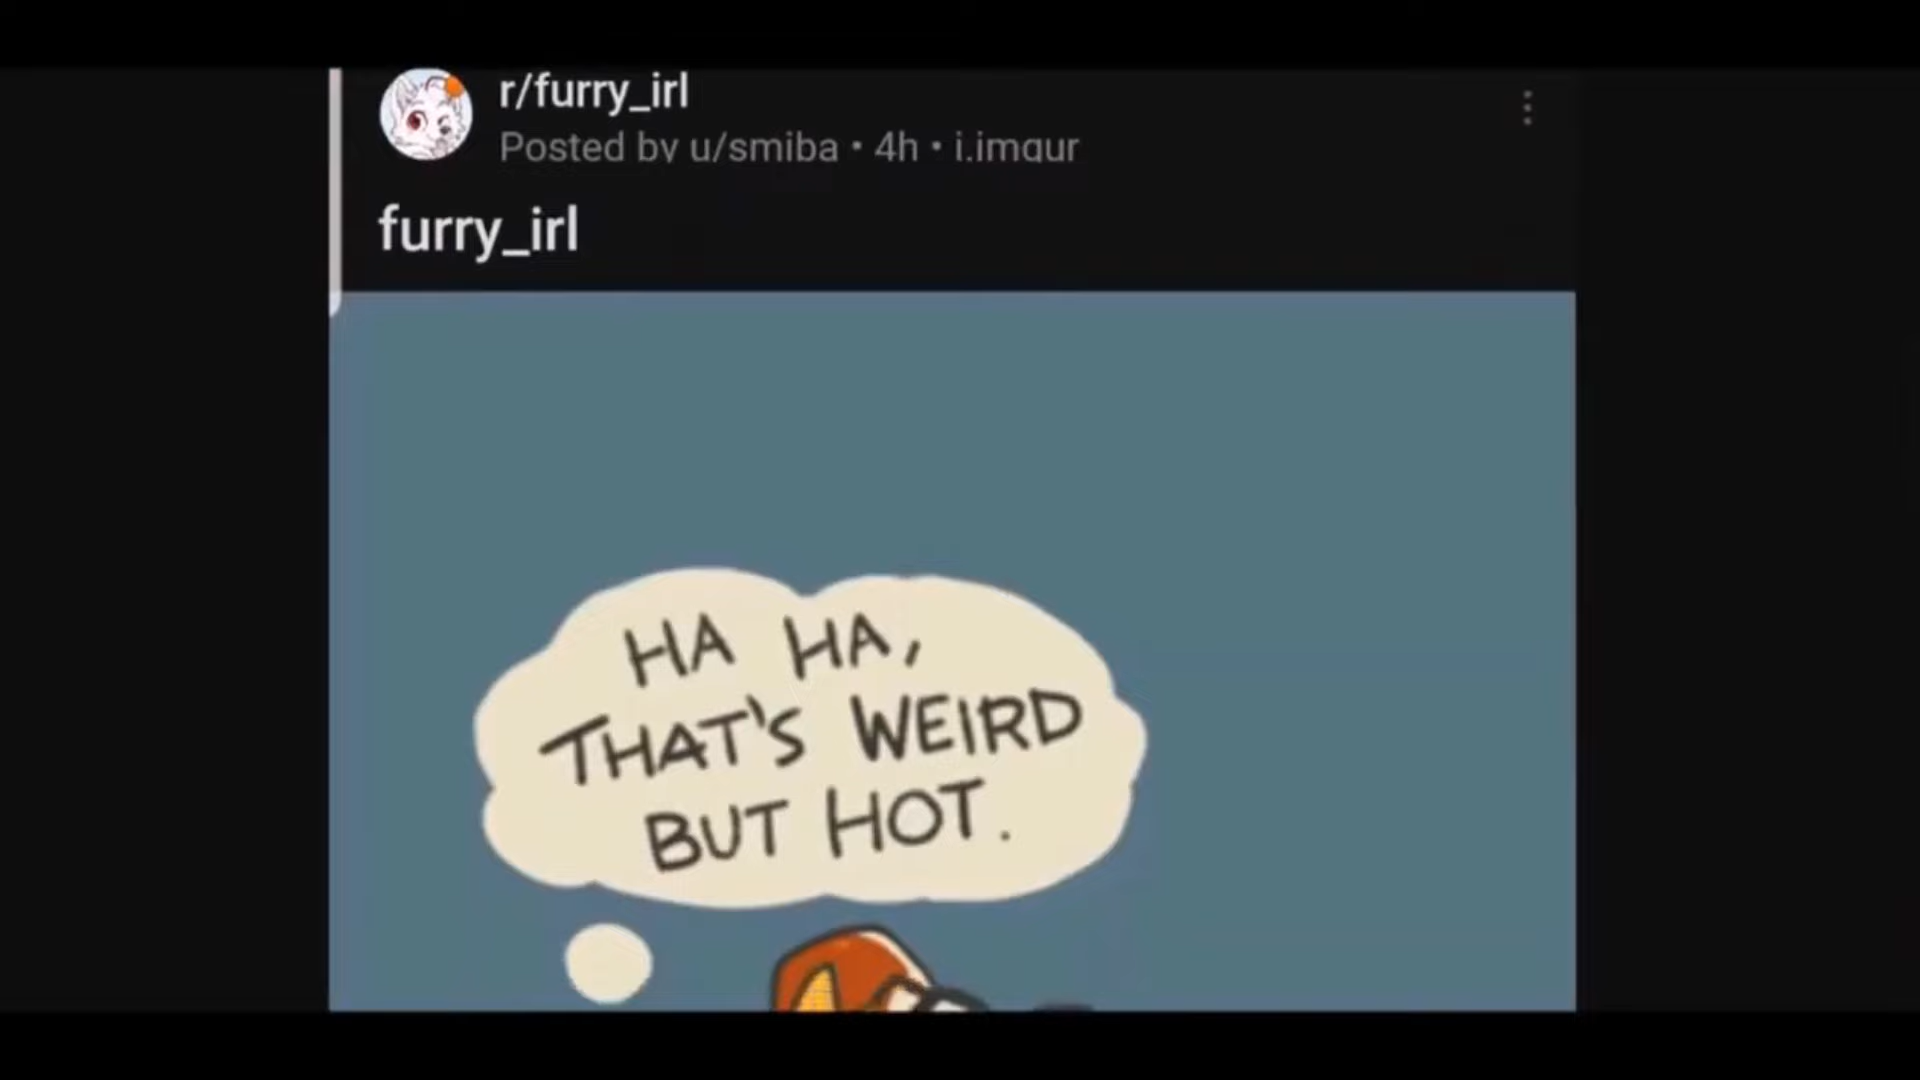 r/furry_irl
Posted by u/smiba • 4h • i.imgur
furry_irl
HA HA,
THAT'S WEIRD
BUT HOT.